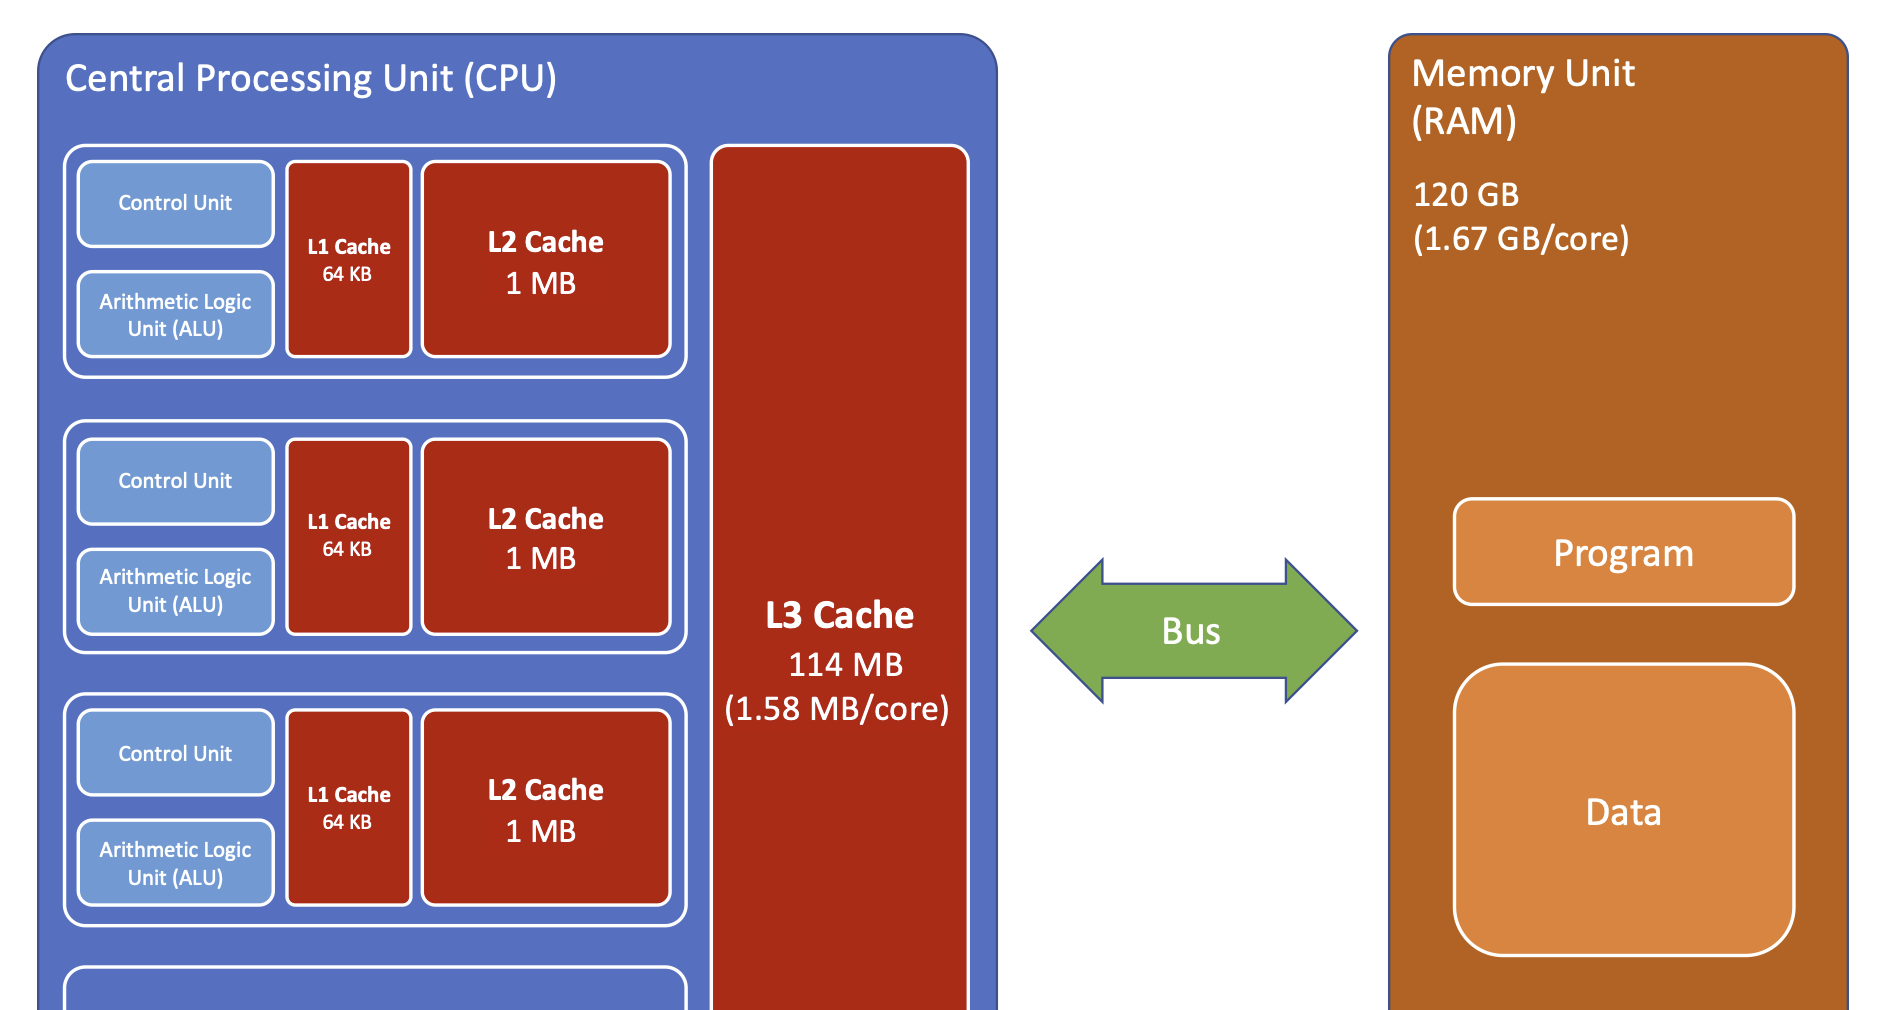 Central Processing Unit (CPU)
Control Unit
Arithmetic Logic
Unit (ALU)
L1 Cache
64 KB
L2 Cache
1 MB
Control Unit
Arithmetic Logic
Unit (ALU)
L1 Cache
64 KB
L2 Cache
1 MB
Control Unit
Arithmetic Logic
Unit (ALU)
L1 Cache
64 KB
L2 Cache
1 MB
L3 Cache
114 MB
(1.58 MB/core)
Bus
Memory Unit
(RAM)
120 GB
(1.67 GB/core)
Program
Data